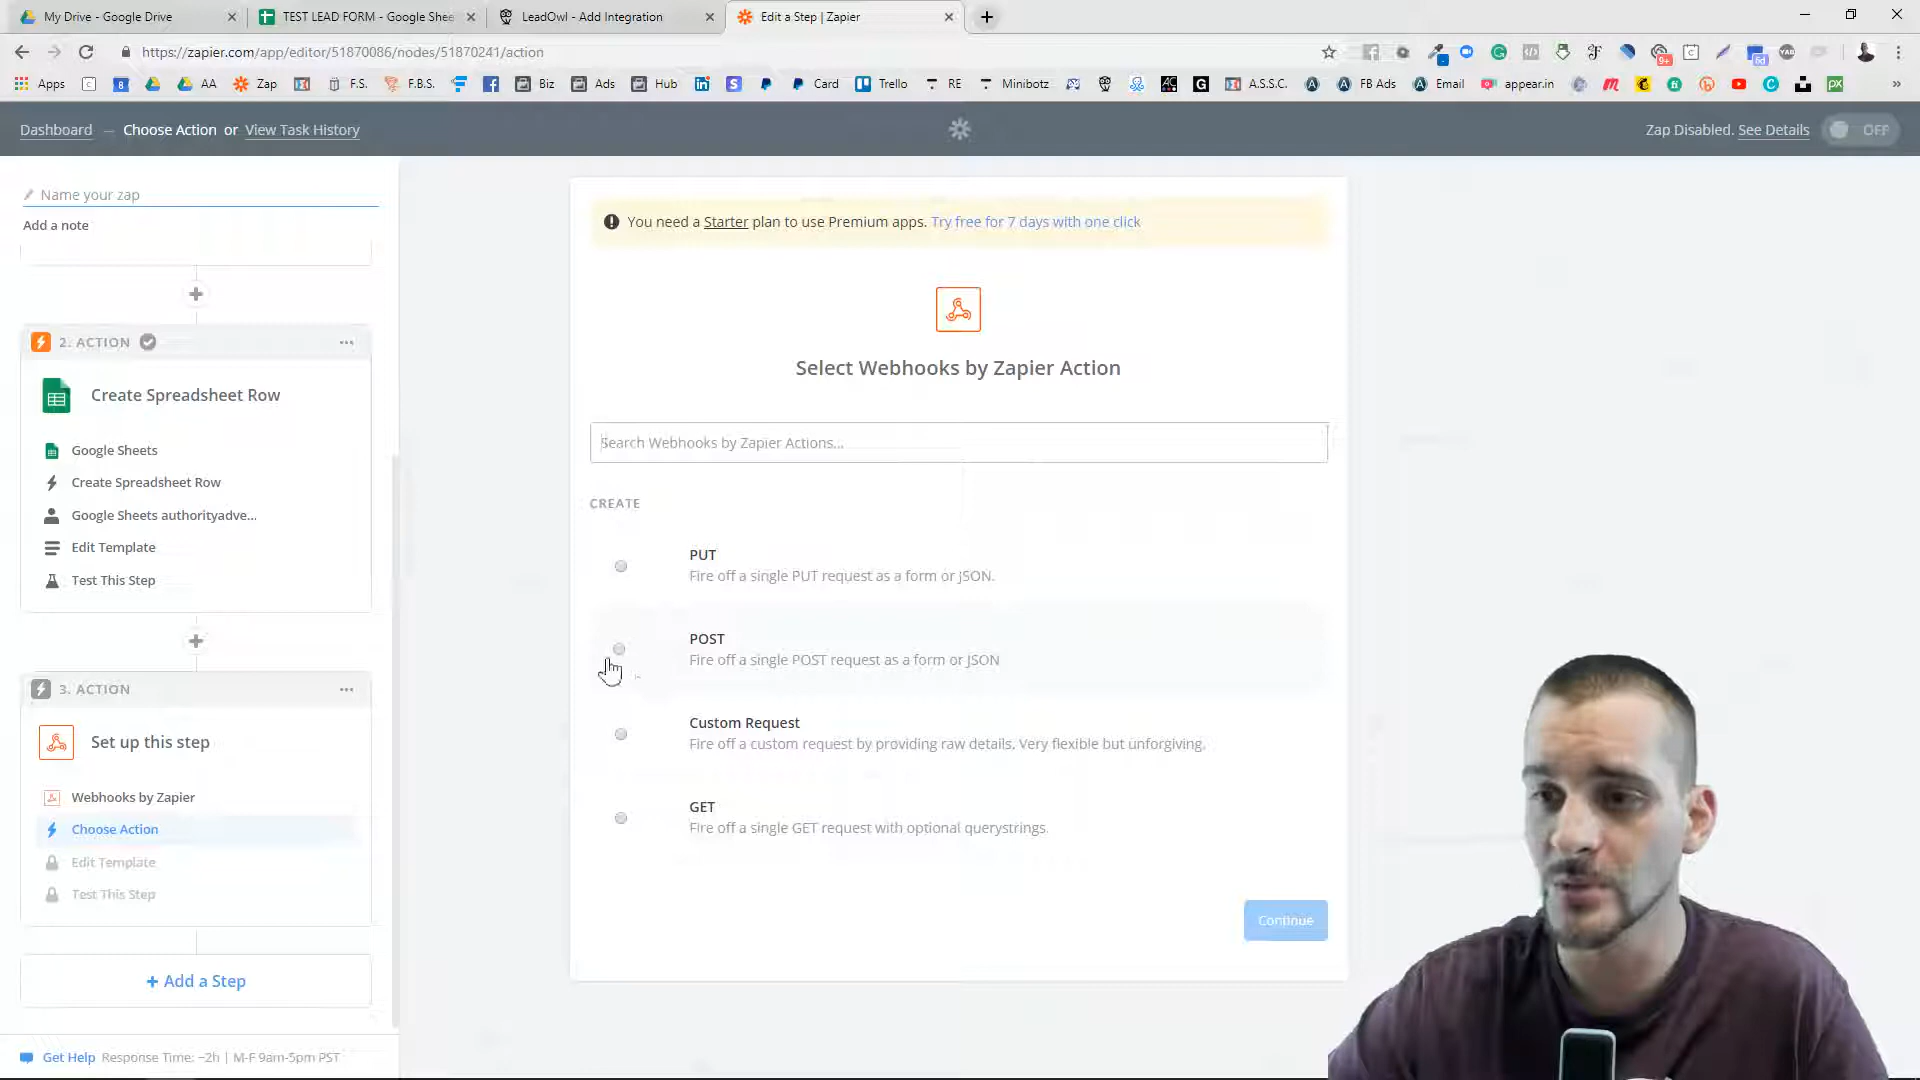 My Drive - Google Drive
TEST LEAD FORM - Google Shee
LeadOwl - Add Integration
Edit a Step | Zapier
https://zapier.com/app/editor/51870086/nodes/51870241/action
Apps
AA
Zap
F.S.
F.B.S.
Biz
Ads
Hub
Card
Trello
RE
Minibotz
A.S.S.C.
FB Ads
Email
appear.in
Dashboard — Choose Action or View Task History
Zap Disabled. See Details
OFF
Name your zap
Add a note
2. ACTION
Create Spreadsheet Row
Google Sheets
Create Spreadsheet Row
Google Sheets authorityadve...
Edit Template
Test This Step
3. ACTION
Set up this step
Webhooks by Zapier
Choose Action
Edit Template
Test This Step
+ Add a Step
Get Help Response Time: ~2h | M-F 9am-5pm PST
You need a Starter plan to use Premium apps. Try free for 7 days with one click
Select Webhooks by Zapier Action
Search Webhooks by Zapier Actions...
CREATE
PUT
Fire off a single PUT request as a form or JSON.
POST
Fire off a single POST request as a form or JSON
Custom Request
Fire off a custom request by providing raw details. Very flexible but unforgiving.
GET
Fire off a single GET request with optional querystrings.
Continue